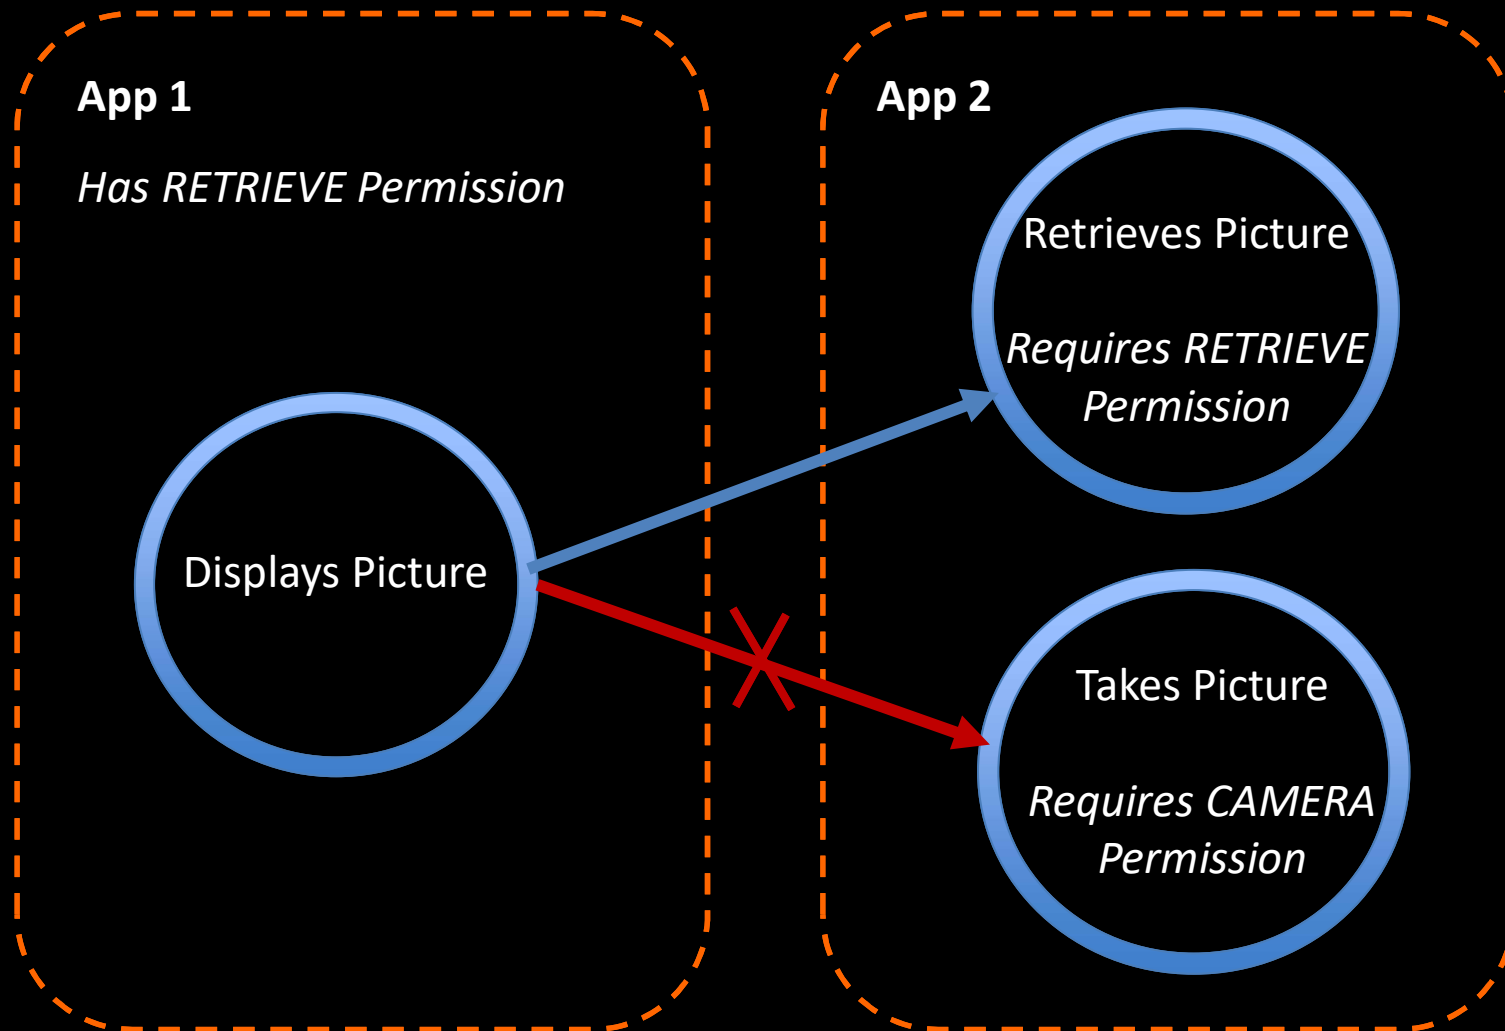 App 1
Has RETRIEVE Permission
Displays Picture
App 2
Retrieves Picture
Requires RETRIEVE
Permission
Takes Picture
Requires CAMERA
Permission